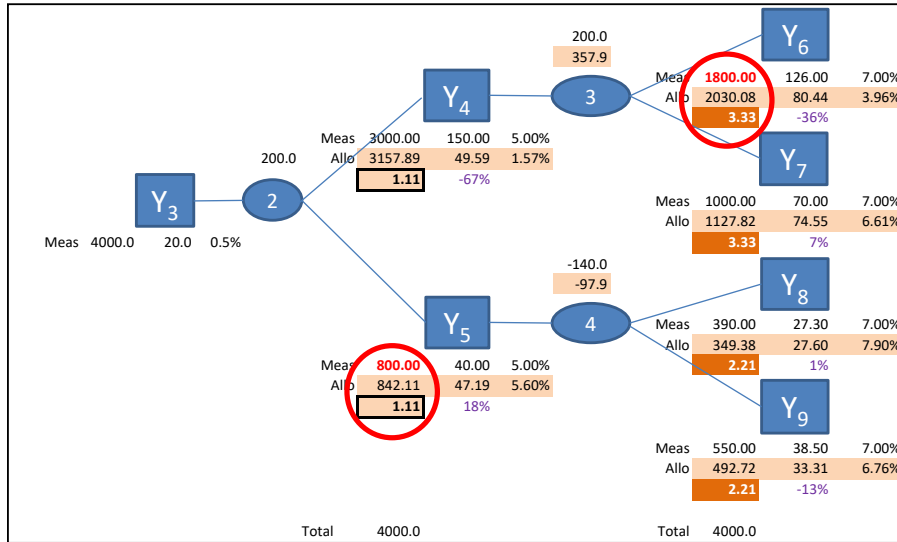 Y6
200.0
357.9
Y4
3
Meas 1800.00 126.00 7.00%
Allo 2030.08 80.44 3.96%
3.33 -36%
Meas 3000.00 150.00 5.00%
Allo 3157.89 49.59 1.57%
1.11 -67%
200.0
Y7
Y3
2
Meas 4000.0 20.0 0.5%
Meas 1000.00 70.00 7.00%
Allo 1127.82 74.55 6.61%
3.33 7%
-140.0
-97.9
Y8
Y5
4
Meas 390.00 27.30 7.00%
Allo 349.38 27.60 7.90%
2.21 1%
Meas 800.00 40.00 5.00%
Allo 842.11 47.19 5.60%
1.11 18%
Y9
Meas 550.00 38.50 7.00%
Allo 492.72 33.31 6.76%
2.21 -13%
Total 4000.0 Total 4000.0